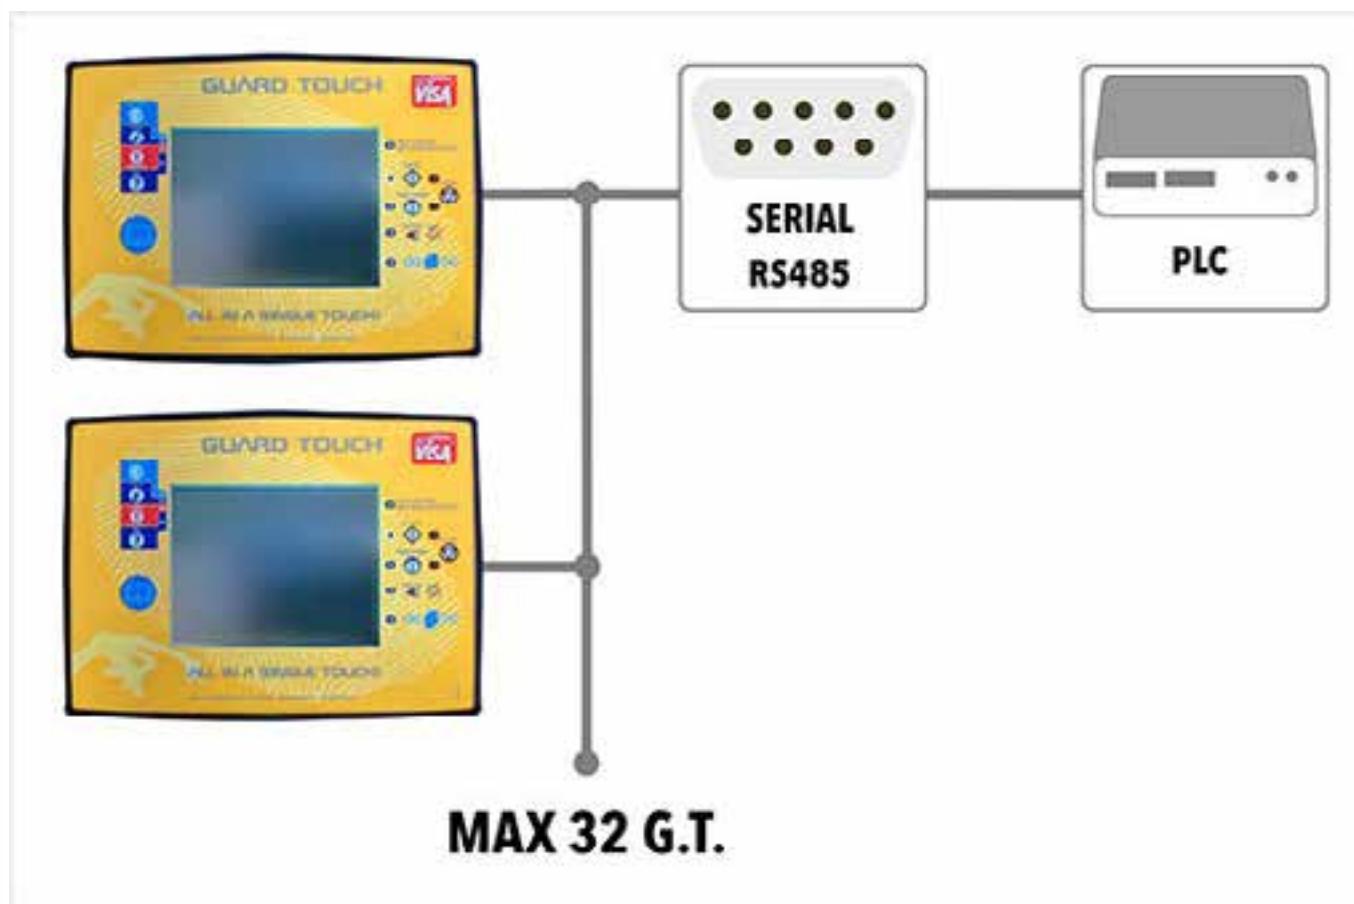 GUARD TOUCH
VISA
ALL IN A SINGLE TOUCH!
SERIAL
RS485
PLC
GUARD TOUCH
VISA
ALL IN A SINGLE TOUCH!
MAX 32 G.T.